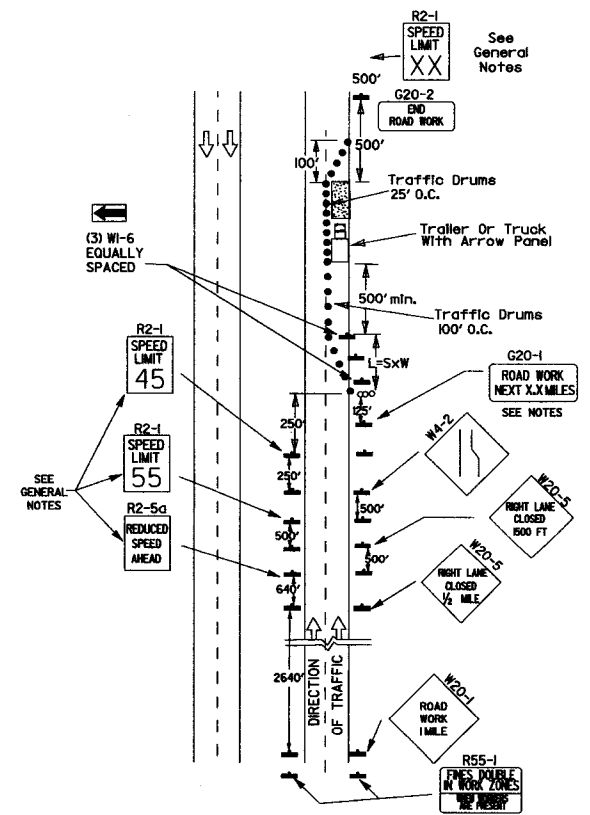 R2-1
SPEED
LIMIT
XX
See
General
Notes
500'
G20-2
END
ROAD WORK
100'
500'
Traffic Drums
25' O.C.
Trailer Or Truck
With Arrow Panel
(3) W1-6
EQUALLY
SPACED
500' min.
Traffic Drums
100' O.C.
R2-1
SPEED
LIMIT
45
L=SxW
G20-1
ROAD WORK
NEXT X.X MILES
SEE NOTES
125'
250'
R2-1
SPEED
LIMIT
55
250'
W4-2
500'
W20-5
RIGHT LANE
CLOSED
1500 FT
SEE
GENERAL
NOTES
R2-5a
REDUCED
SPEED
AHEAD
500'
500'
W20-5
RIGHT LANE
CLOSED
1/2 MILE
640'
2640'
DIRECTION
OF TRAFFIC
W20-1
ROAD
WORK
1 MILE
R55-1
FINES DOUBLE
IN WORK ZONES
WHEN WORKERS
ARE PRESENT